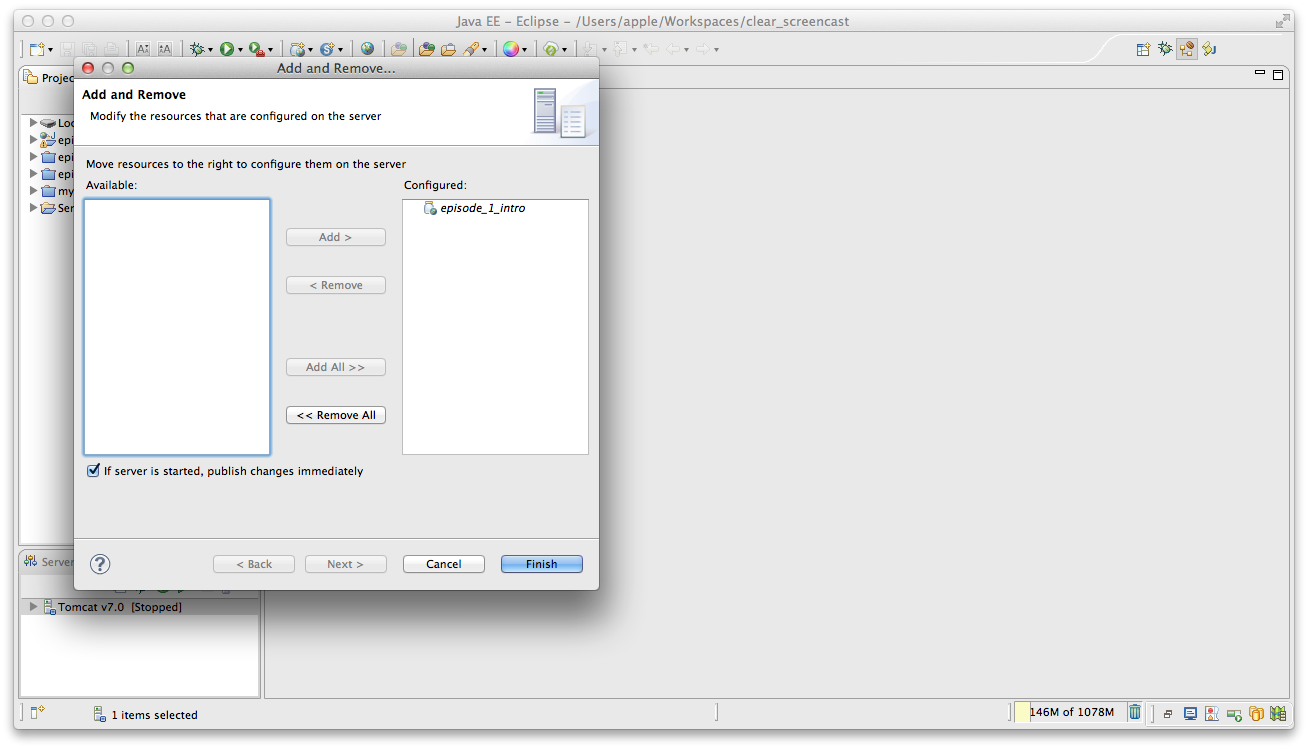 Java EE – Eclipse – /Users/apple/Workspaces/clear_screencast
Add and Remove...
Add and Remove
Modify the resources that are configured on the server
Move resources to the right to configure them on the server
Available:
Configured:
episode_1_intro
Add >
< Remove
Add All >>
<< Remove All
If server is started, publish changes immediately
?
< Back
Next >
Cancel
Finish
Projec
Loc
epi
epi
epi
my
Ser
Server
Tomcat v7.0 [Stopped]
1 items selected
146M of 1078M